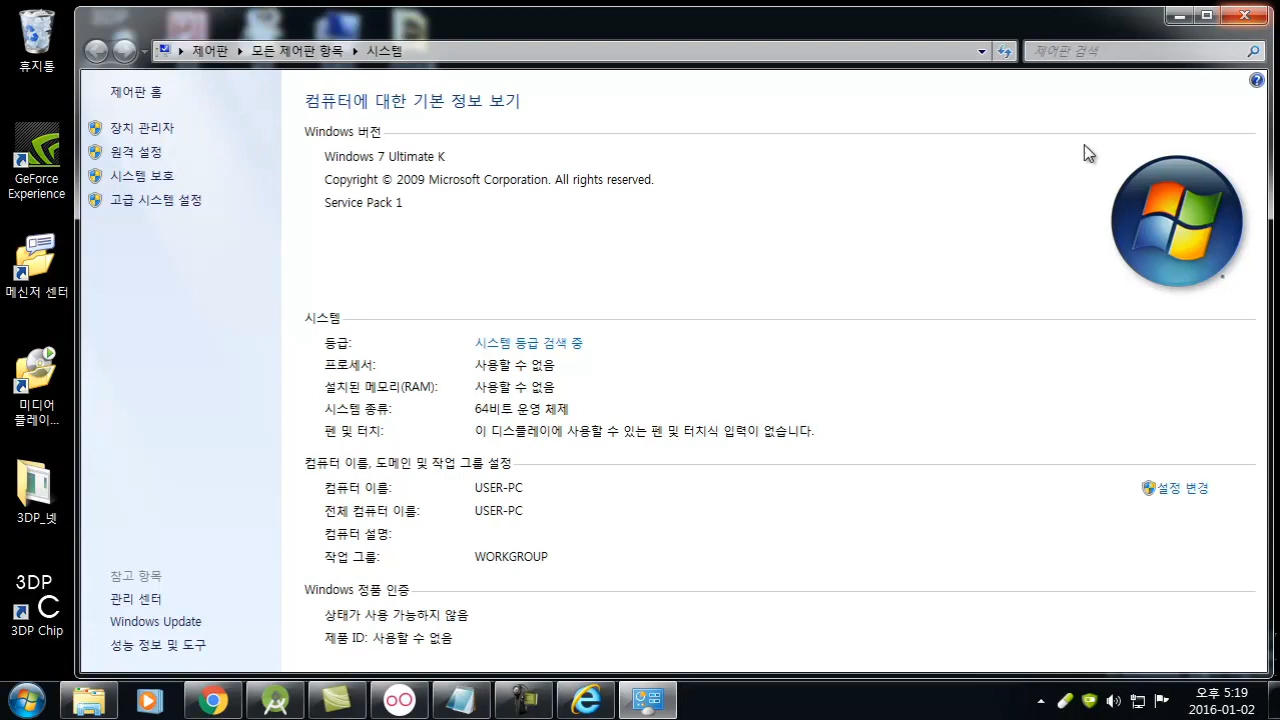 휴지통
GeForce
Experience
메신저 센터
미디어
플레이...
3DP_넷
3DP
C
3DP Chip
제어판
모든 제어판 항목
시스템
제어판 검색
제어판 홈
장치 관리자
원격 설정
시스템 보호
고급 시스템 설정
참고 항목
관리 센터
Windows Update
성능 정보 및 도구
컴퓨터에 대한 기본 정보 보기
Windows 버전
Windows 7 Ultimate K
Copyright © 2009 Microsoft Corporation. All rights reserved.
Service Pack 1
시스템
등급: 시스템 등급 검색 중
프로세서: 사용할 수 없음
설치된 메모리(RAM): 사용할 수 없음
시스템 종류: 64비트 운영 체제
펜 및 터치: 이 디스플레이에 사용할 수 있는 펜 및 터치식 입력이 없습니다.
컴퓨터 이름, 도메인 및 작업 그룹 설정
컴퓨터 이름: USER-PC
설정 변경
전체 컴퓨터 이름: USER-PC
컴퓨터 설명:
작업 그룹: WORKGROUP
Windows 정품 인증
상태가 사용 가능하지 않음
제품 ID: 사용할 수 없음
오후 5:19
2016-01-02